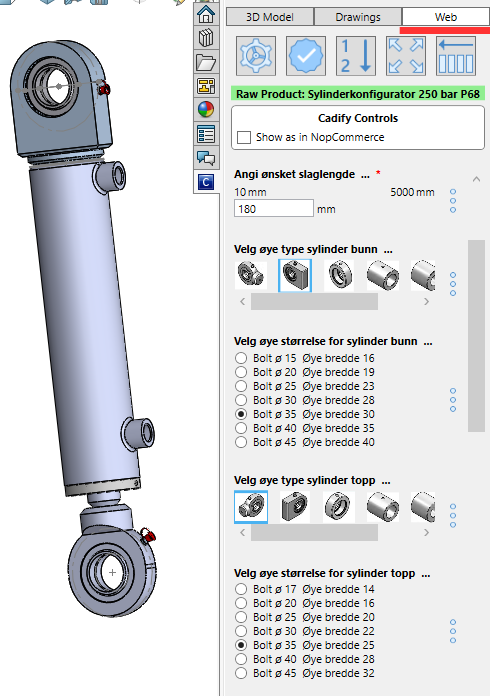 3D Model
Drawings
Web
1
2
Raw Product: Sylinderkonfigurator 250 bar P68
Cadify Controls
Show as in NopCommerce
Angi ønsket slaglengde ... *
10 mm 5000 mm
180 mm
Velg øye type sylinder bunn ...
Velg øye størrelse for sylinder bunn ...
Bolt ø 15 Øye bredde 16
Bolt ø 20 Øye bredde 19
Bolt ø 25 Øye bredde 23
Bolt ø 30 Øye bredde 28
Bolt ø 35 Øye bredde 30
Bolt ø 40 Øye bredde 35
Bolt ø 45 Øye bredde 40
Velg øye type sylinder topp ...
Velg øye størrelse for sylinder topp ...
Bolt ø 17 Øye bredde 14
Bolt ø 20 Øye bredde 16
Bolt ø 25 Øye bredde 20
Bolt ø 30 Øye bredde 22
Bolt ø 35 Øye bredde 25
Bolt ø 40 Øye bredde 28
Bolt ø 45 Øye bredde 32
C